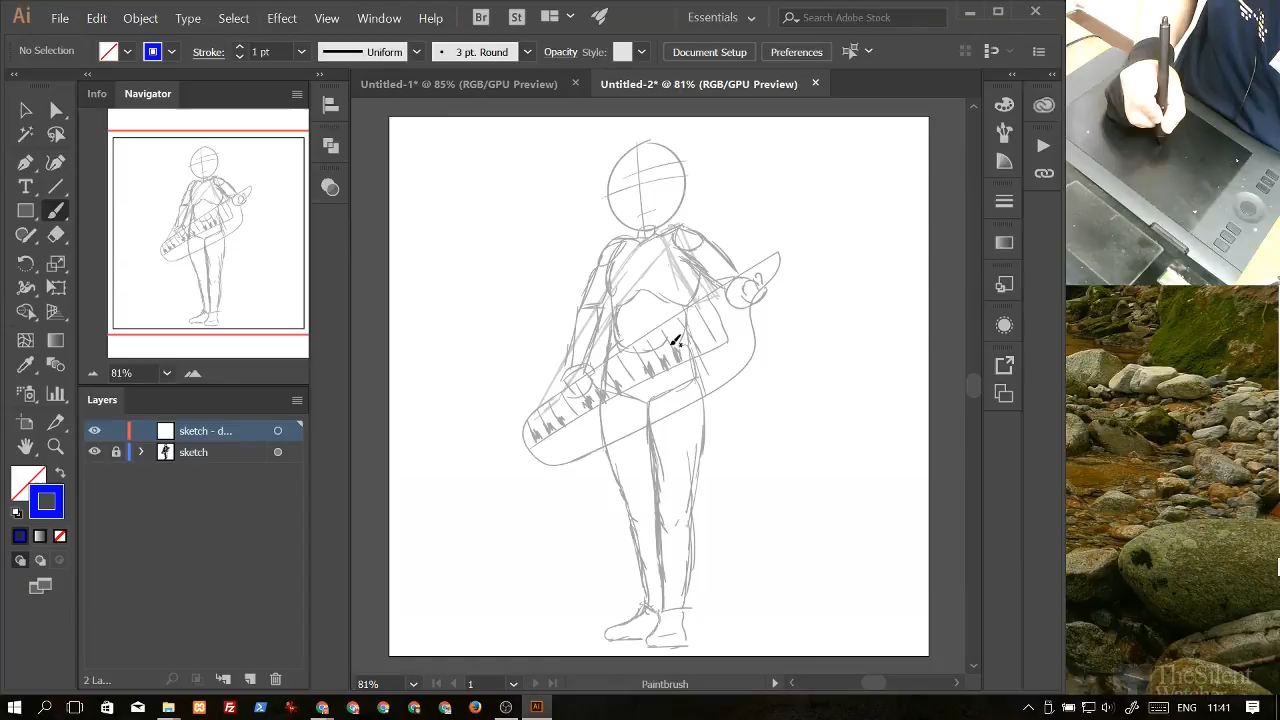 Ai File Edit Object Type Select Effect View Window Help Br St Essentials Search Adobe Stock
No Selection Stroke: 1 pt Uniform 3 pt. Round Opacity Style: Document Setup Preferences
Info Navigator
Untitled-1* @ 85% (RGB/GPU Preview) Untitled-2* @ 81% (RGB/GPU Preview)
81%
Layers
sketch - d...
sketch
2 La...
81% 1 Paintbrush
TheSilent
Watcher
Ai 11:41